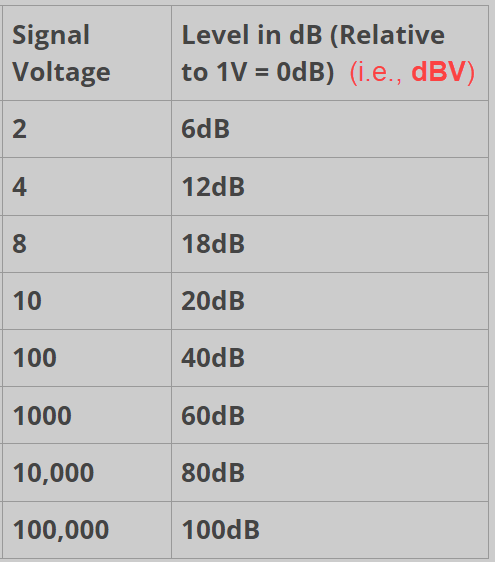 Signal Level in dB (Relative
Voltage to 1V = 0dB) (i.e., dBV)
2 6dB
4 12dB
8 18dB
10 20dB
100 40dB
1000 60dB
10,000 80dB
100,000 100dB